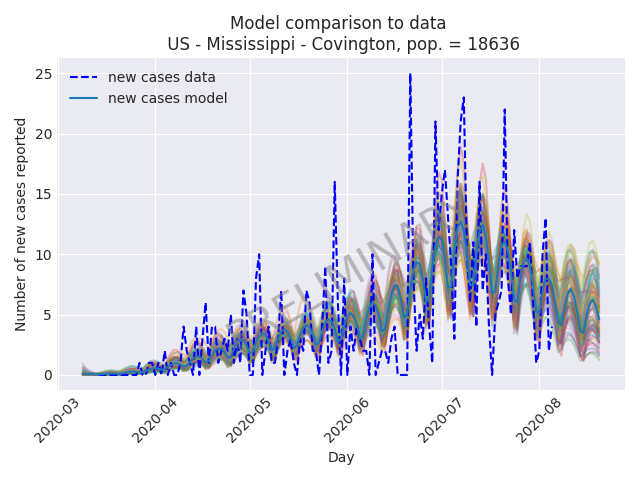 Model comparison to data
US - Mississippi - Covington, pop. = 18636
new cases data
new cases model
PRELIMINARY
Number of new cases reported
25
20
15
10
5
0
2020-03
2020-04
2020-05
2020-06
2020-07
2020-08
Day